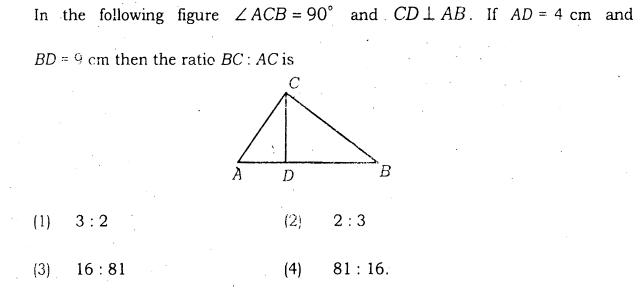 In the following figure ∠ACB = 90° and CD ⊥ AB. If AD = 4 cm and
BD = 9 cm then the ratio BC : AC is
C
A D B
(1) 3 : 2 (2) 2 : 3
(3) 16 : 81 (4) 81 : 16.